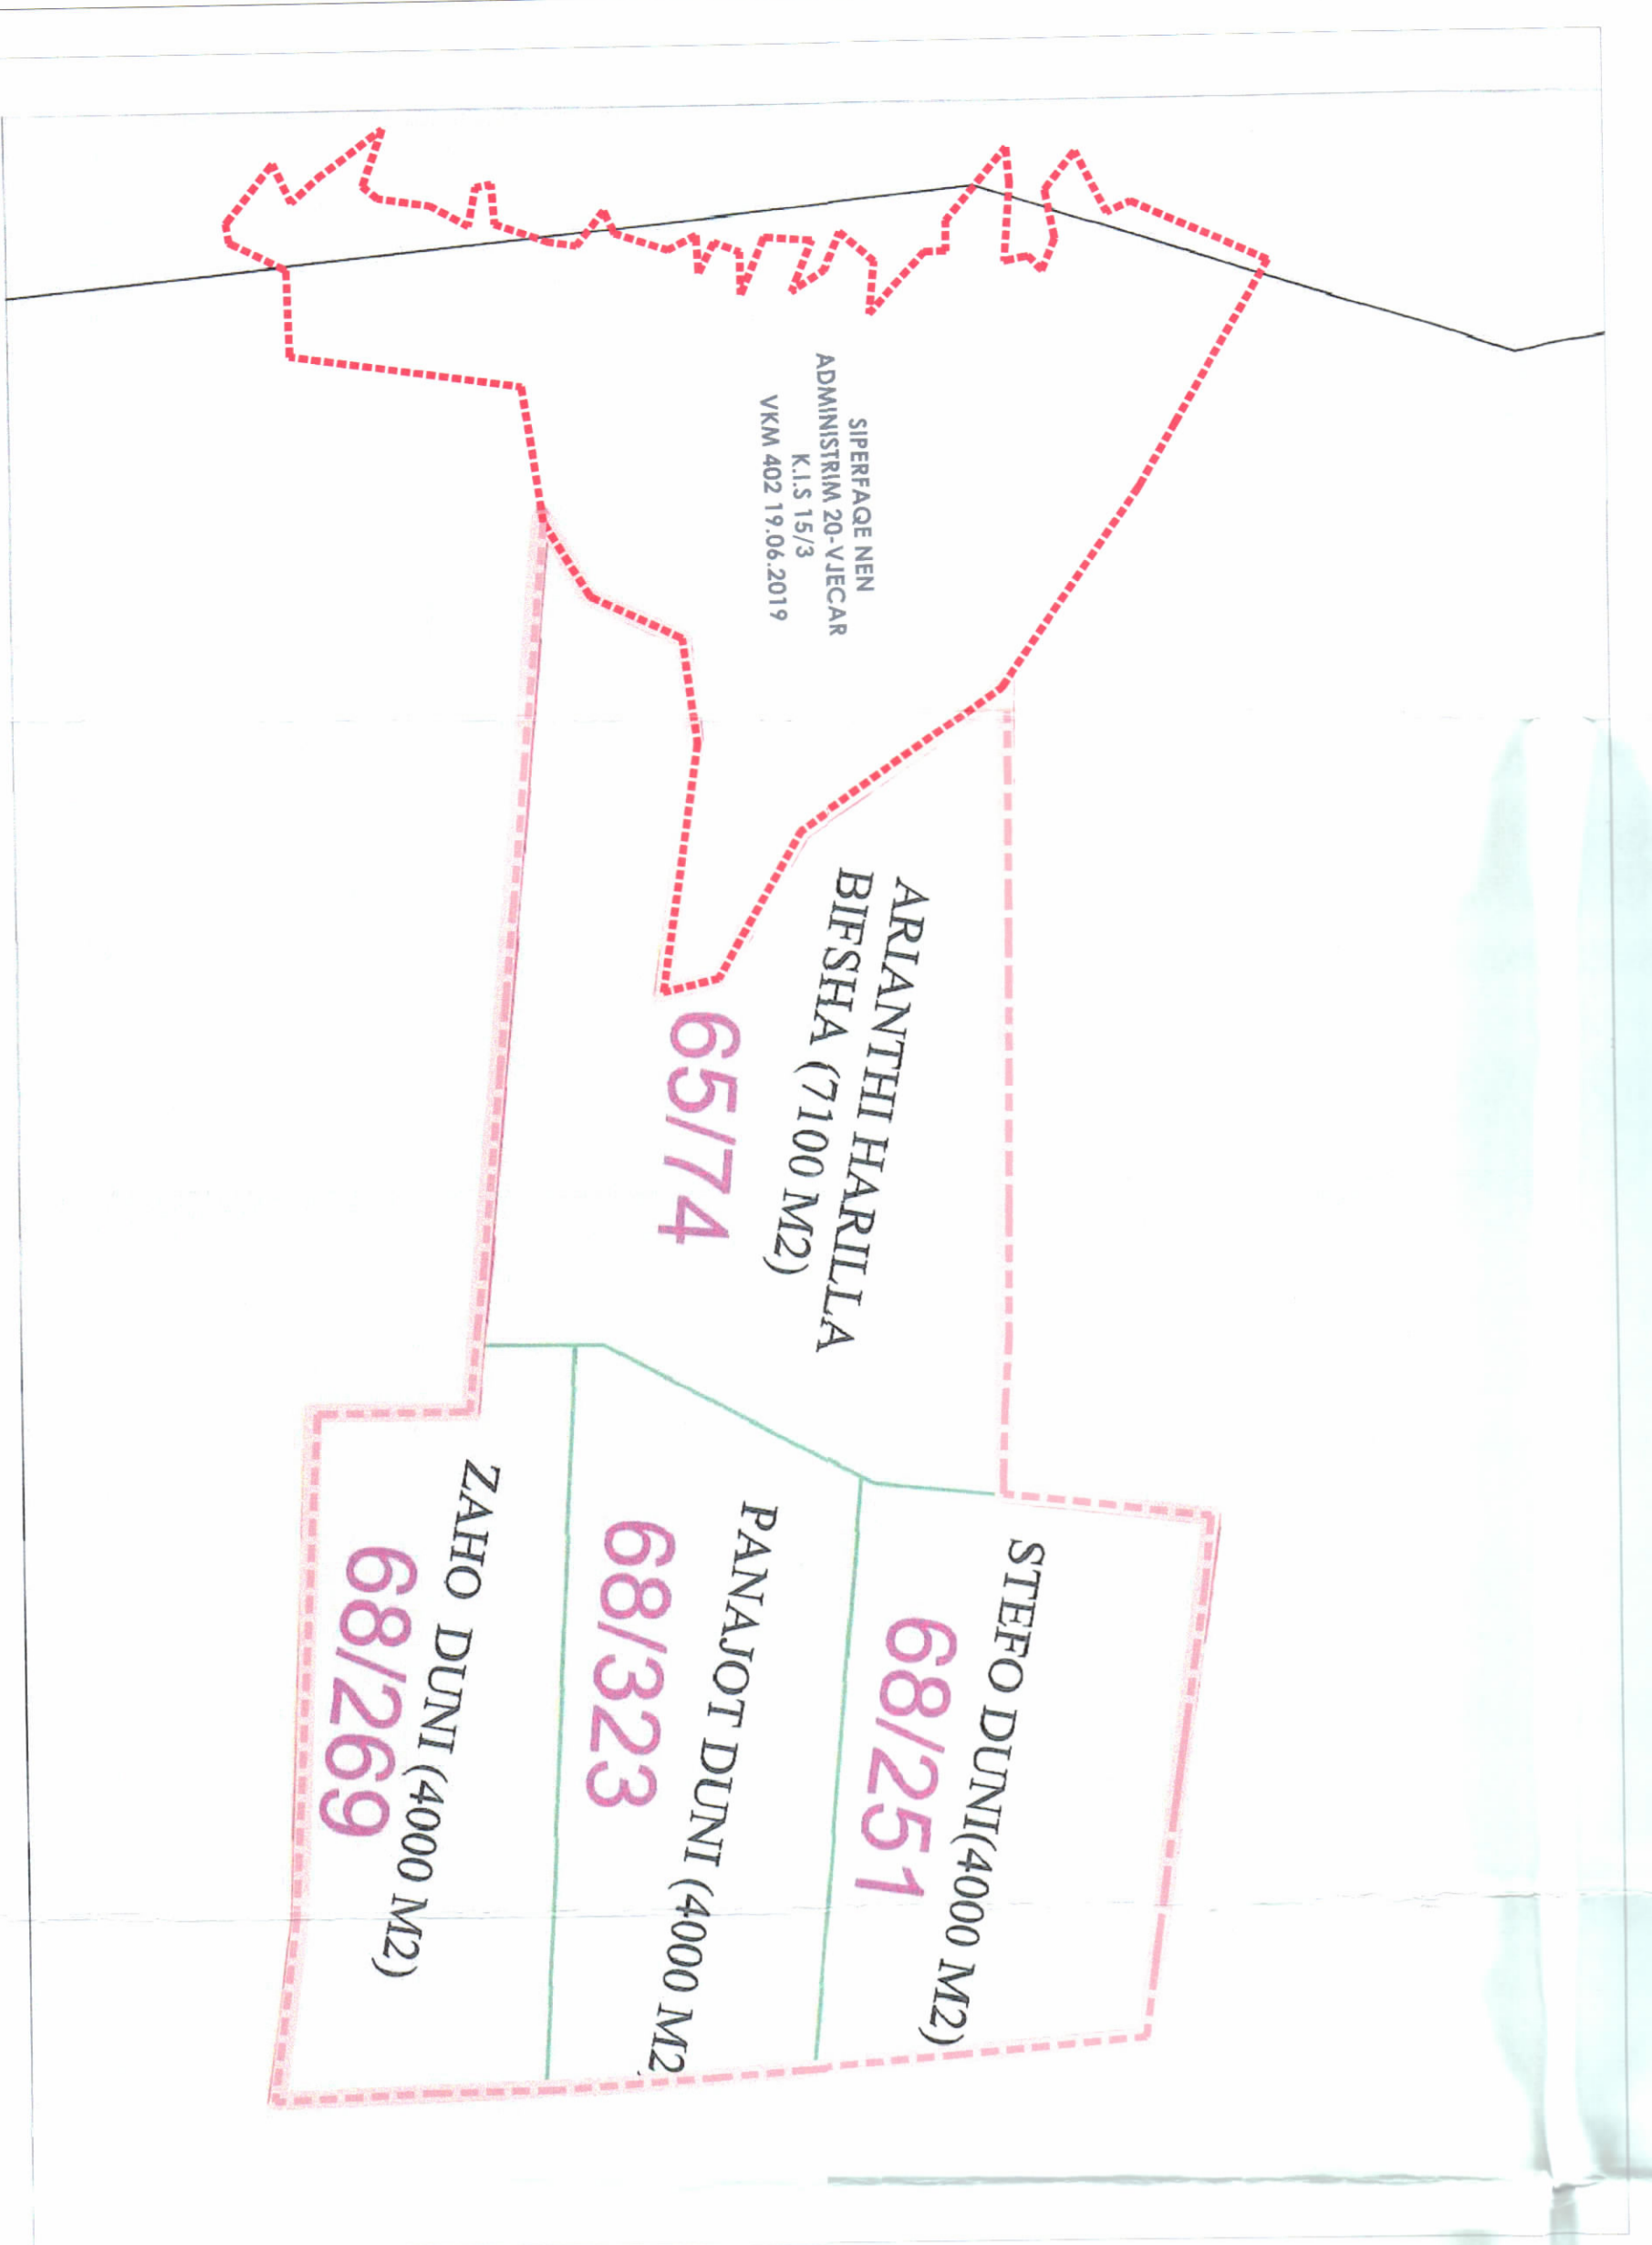 SIPERFAQE NEN
ADMINISTRIM 20-VJECAR
K.I.S 15/3
VKM 402 19.06.2019
ARIANTHI HARILLA
BIFSHA (7100 M2)
65/74
STEFO DUNI(4000 M2)
68/251
PANAJOT DUNI (4000 M2
68/323
ZAHO DUNI (4000 M2)
68/269